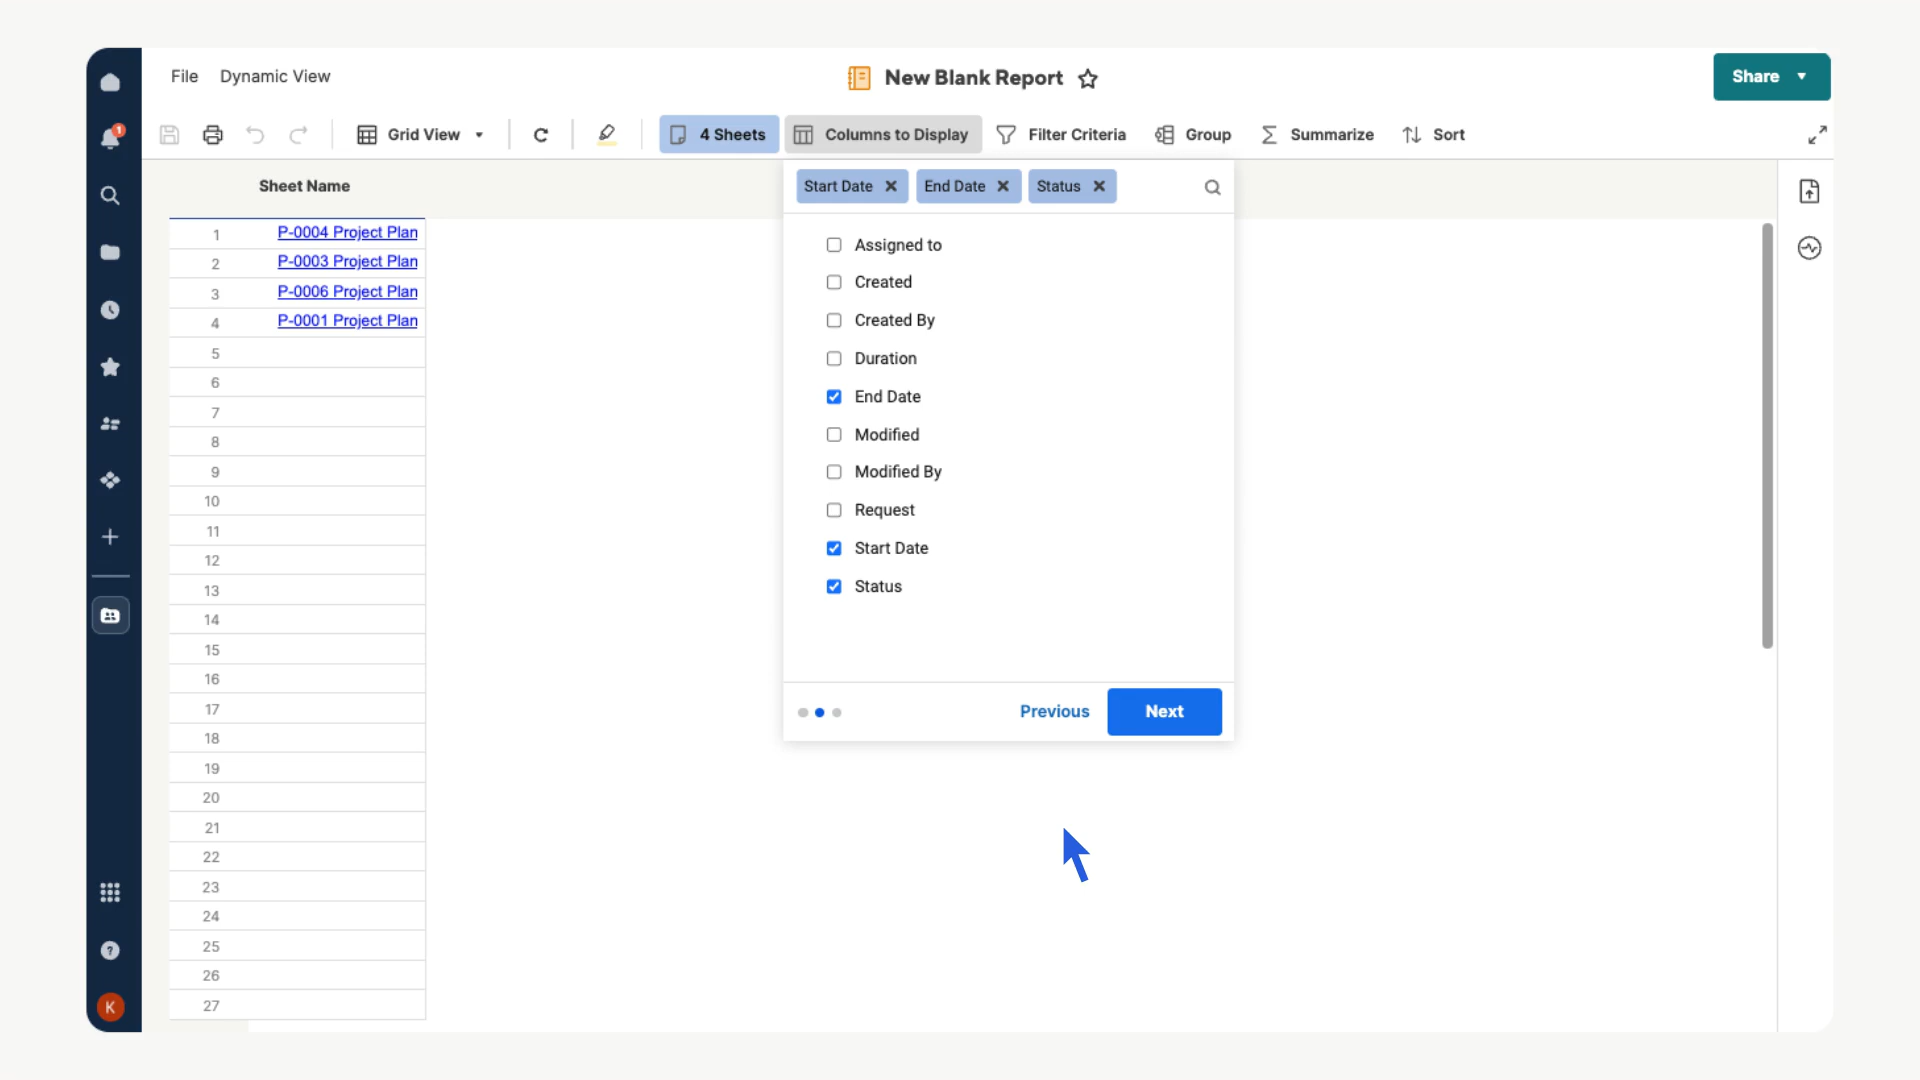 File Dynamic View
New Blank Report
Share
1
Grid View
4 Sheets
Columns to Display
Filter Criteria
Group
Summarize
Sort
Sheet Name
1 P-0004 Project Plan
2 P-0003 Project Plan
3 P-0006 Project Plan
4 P-0001 Project Plan
5
6
7
8
9
10
11
12
13
14
15
16
17
18
19
20
21
22
23
24
25
26
27
Start Date
End Date
Status
Assigned to
Created
Created By
Duration
End Date
Modified
Modified By
Request
Start Date
Status
Previous
Next
?
K